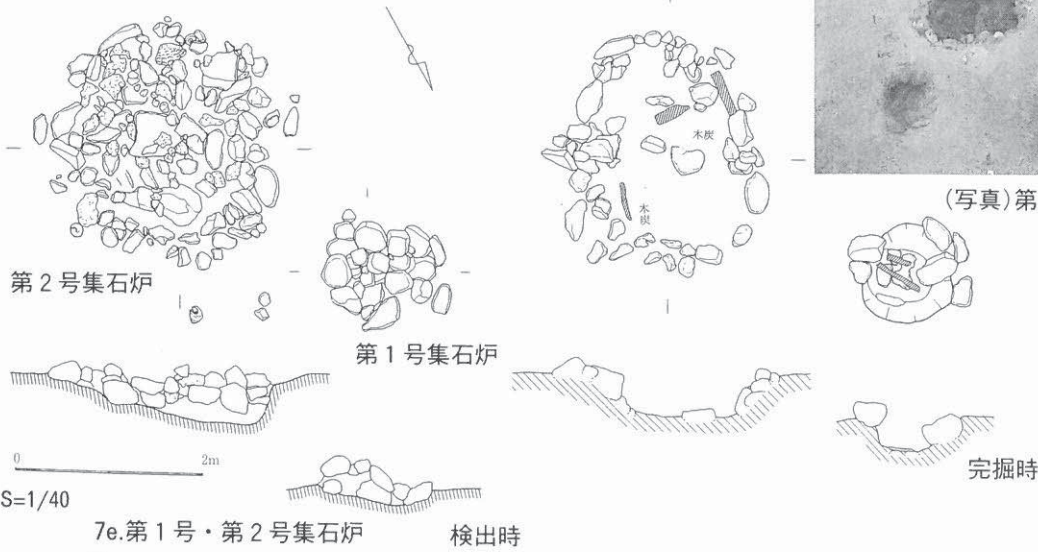 木炭
木炭
(写真)第
第2号集石炉
第1号集石炉
0 2m
完掘時
S=1/40
7e.第1号・第2号集石炉 検出時